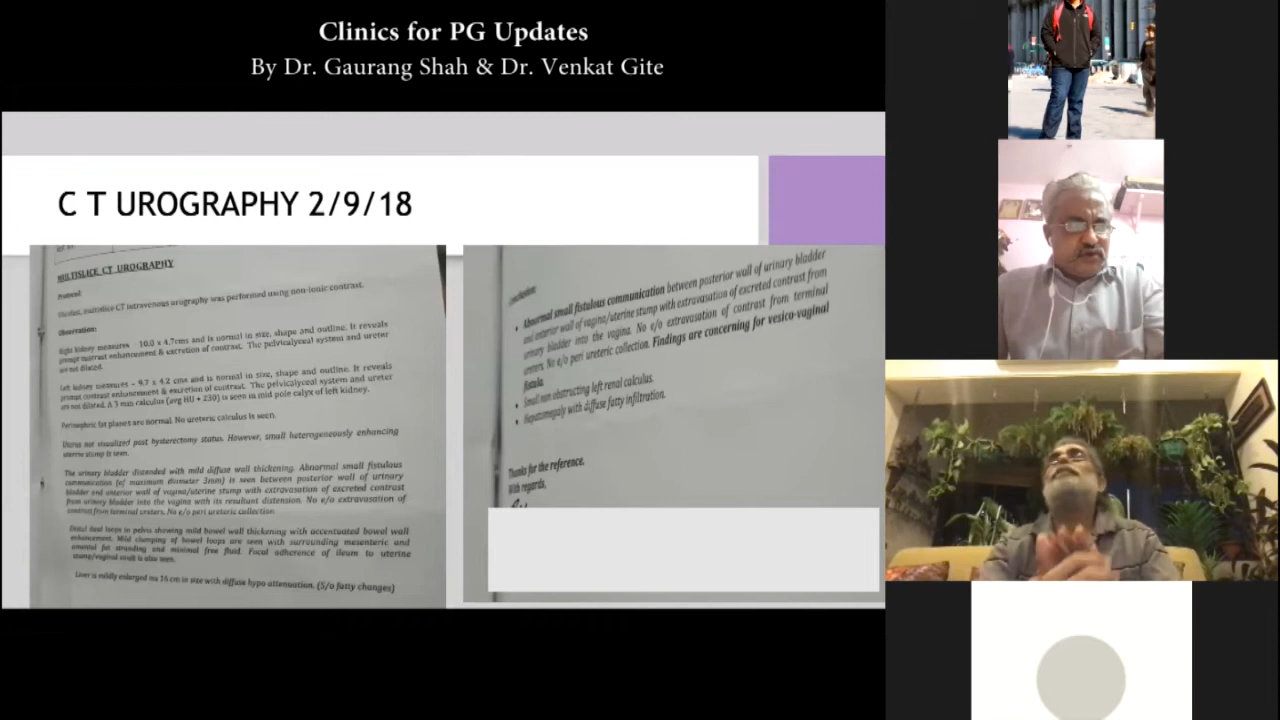 Clinics for PG Updates
By Dr. Gaurang Shah & Dr. Venkat Gite
C T UROGRAPHY 2/9/18
MULTISLICE CT UROGRAPHY
Protocol:
multislice CT intravenous urography was performed using non-ionic contrast.
Observation:
Right kidney measures - 10.0 x 4.7cms and is normal in size, shape and outline. It reveals
prompt contrast enhancement & excretion of contrast. The pelvicalyceal system and ureter
are not dilated.
Left kidney measures - 9.7 x 4.2 cms and is normal in size, shape and outline. It reveals
prompt contrast enhancement & excretion of contrast. The pelvicalyceal system and ureter
are not dilated. A 3 mm calculus (avg HU + 230) is seen in mid pole calyx of left kidney.
Perinephric fat planes are normal. No ureteric calculus is seen.
Uterus not visualized post hysterectomy status. However, small heterogeneously enhancing
uterine stump is seen.
The urinary bladder distended with mild diffuse wall thickening. Abnormal small fistulous
communication (of maximum diameter 3mm) is seen between posterior wall of urinary
bladder and anterior wall of vagina/uterine stump with extravasation of excreted contrast
from urinary bladder into the vagina with its resultant distension. No e/o extravasation of
contrast from terminal ureters. No e/o peri ureteric collection.
Distal ileal loops in pelvis showing mild bowel wall thickening with accentuated bowel wall
enhancement. Mild clumping of bowel loops are seen with surrounding mesenteric and
omental fat stranding and minimal free fluid. Focal adherence of ileum to uterine
stump/vaginal vault is also seen.
Liver is mildly enlarged ms 16 cm in size with diffuse hypo attenuation. (S/o fatty changes)
• Abnormal small fistulous communication between posterior wall of urinary bladder
and anterior wall of vagina/uterine stump with extravasation of excreted contrast from
urinary bladder into the vagina. No e/o extravasation of contrast from terminal
ureters. No e/o peri ureteric collection. Findings are concerning for vesico-vaginal
fistula.
• Small non obstructing left renal calculus.
• Hepatomegaly with diffuse fatty infiltration.
Thanks for the reference.
With regards,